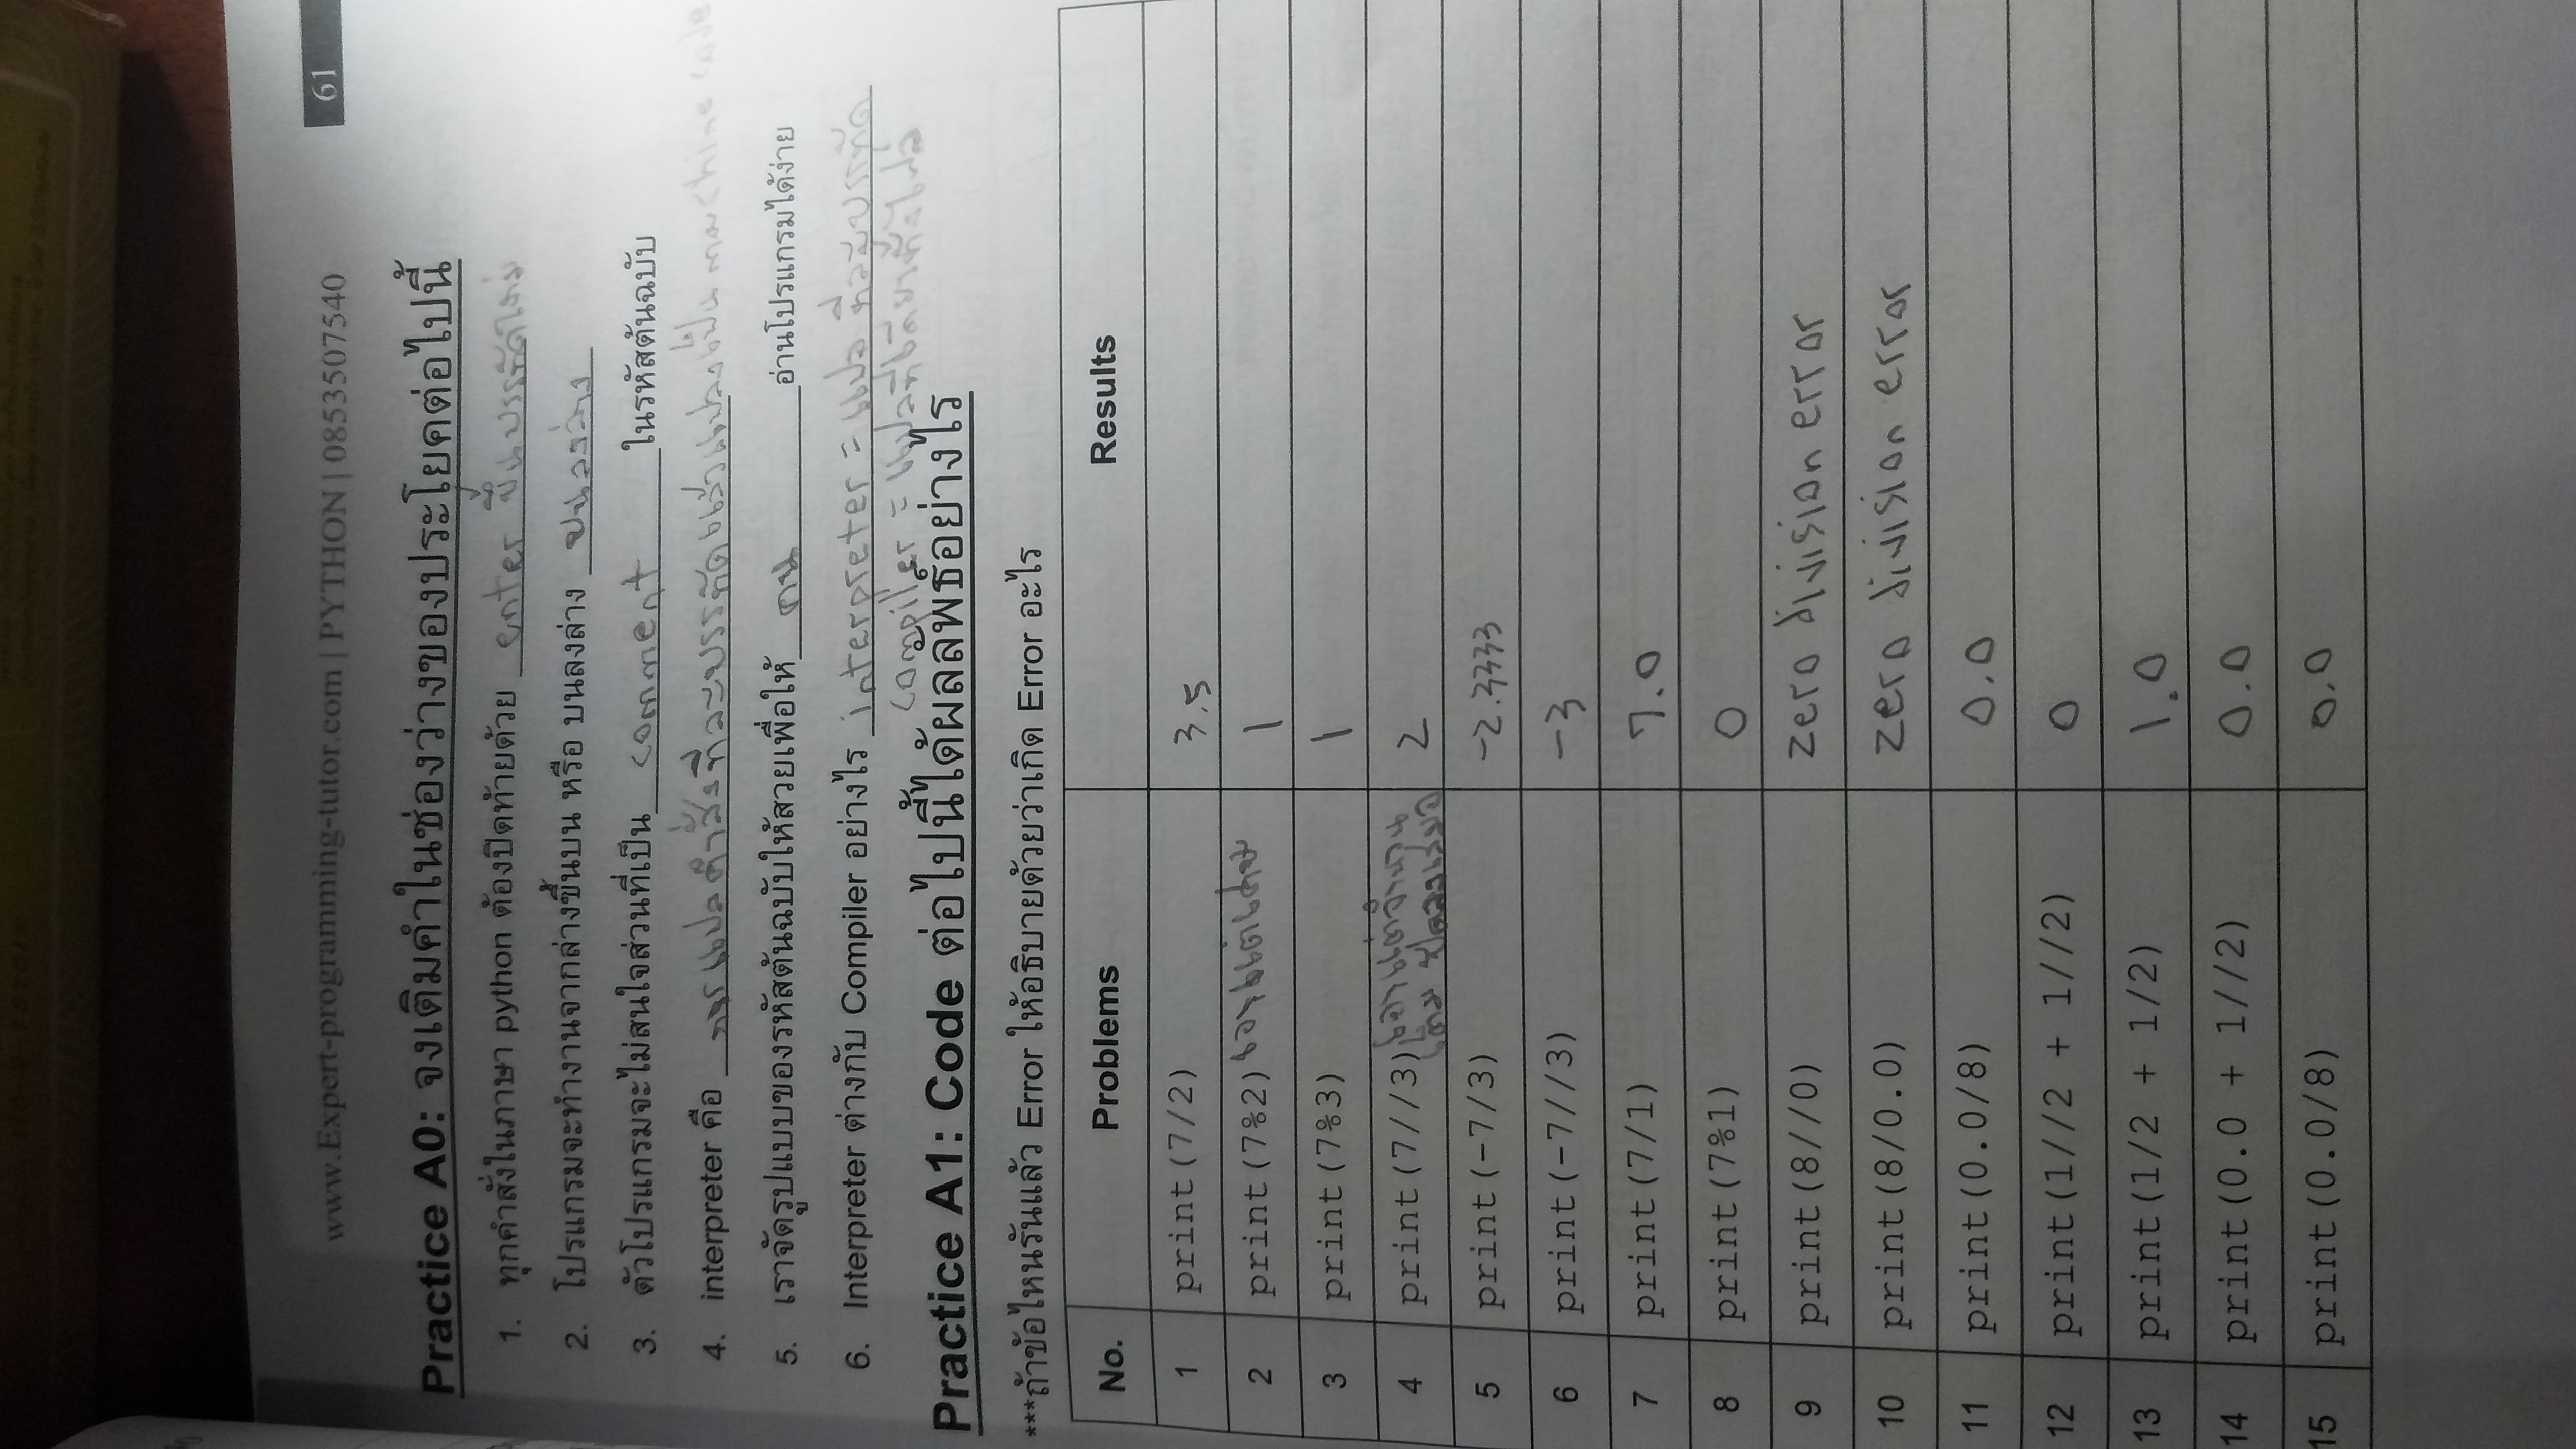 61
www.Expert-programming-tutor.com | PYTHON | 0853507540
Practice A0: จงเติมคำในช่องว่างของประโยคต่อไปนี้
1. ทุกคำสั่งในภาษา python ต้องปิดท้ายด้วย enter ขึ้นบรรทัดใหม่
2. โปรแกรมจะทำงานจากล่างขึ้นบน หรือ บนลงล่าง บนลงล่าง
3. ตัวโปรแกรมจะไม่สนใจส่วนที่เป็น comment ในรหัสต้นฉบับ
4. interpreter คือ การแปลคำสั่งทีละบรรทัดแล้วแปลงเป็นภาษา machine code
5. เราจัดรูปแบบของรหัสต้นฉบับให้สวยเพื่อให้ คน อ่านโปรแกรมได้ง่าย
6. Interpreter ต่างกับ Compiler อย่างไร interpreter = แปล ทีละบรรทัด
compiler = แปลทีเดียวทั้งไฟล์
Practice A1: Code ต่อไปนี้ได้ผลลัพธ์อย่างไร
***ถ้าข้อไหนรันแล้ว Error ให้อธิบายด้วยว่าเกิด Error อะไร
No. Problems Results
1 print(7/2) 3.5
2 print(7%2) เอาแต่เศษ 1
3 print(7%3) 1
4 print(7//3) เอาแต่จำนวนเต็ม 2
5 print(-7/3) -2.3333
6 print(-7//3) -3
7 print(7/1) 7.0
8 print(7%1) 0
9 print(8//0) zero division error
10 print(8/0.0) zero division error
11 print(0.0/8) 0.0
12 print(1//2 + 1//2) 0
13 print(1/2 + 1/2) 1.0
14 print(0.0 + 1//2) 0.0
15 print(0.0/8) 0.0